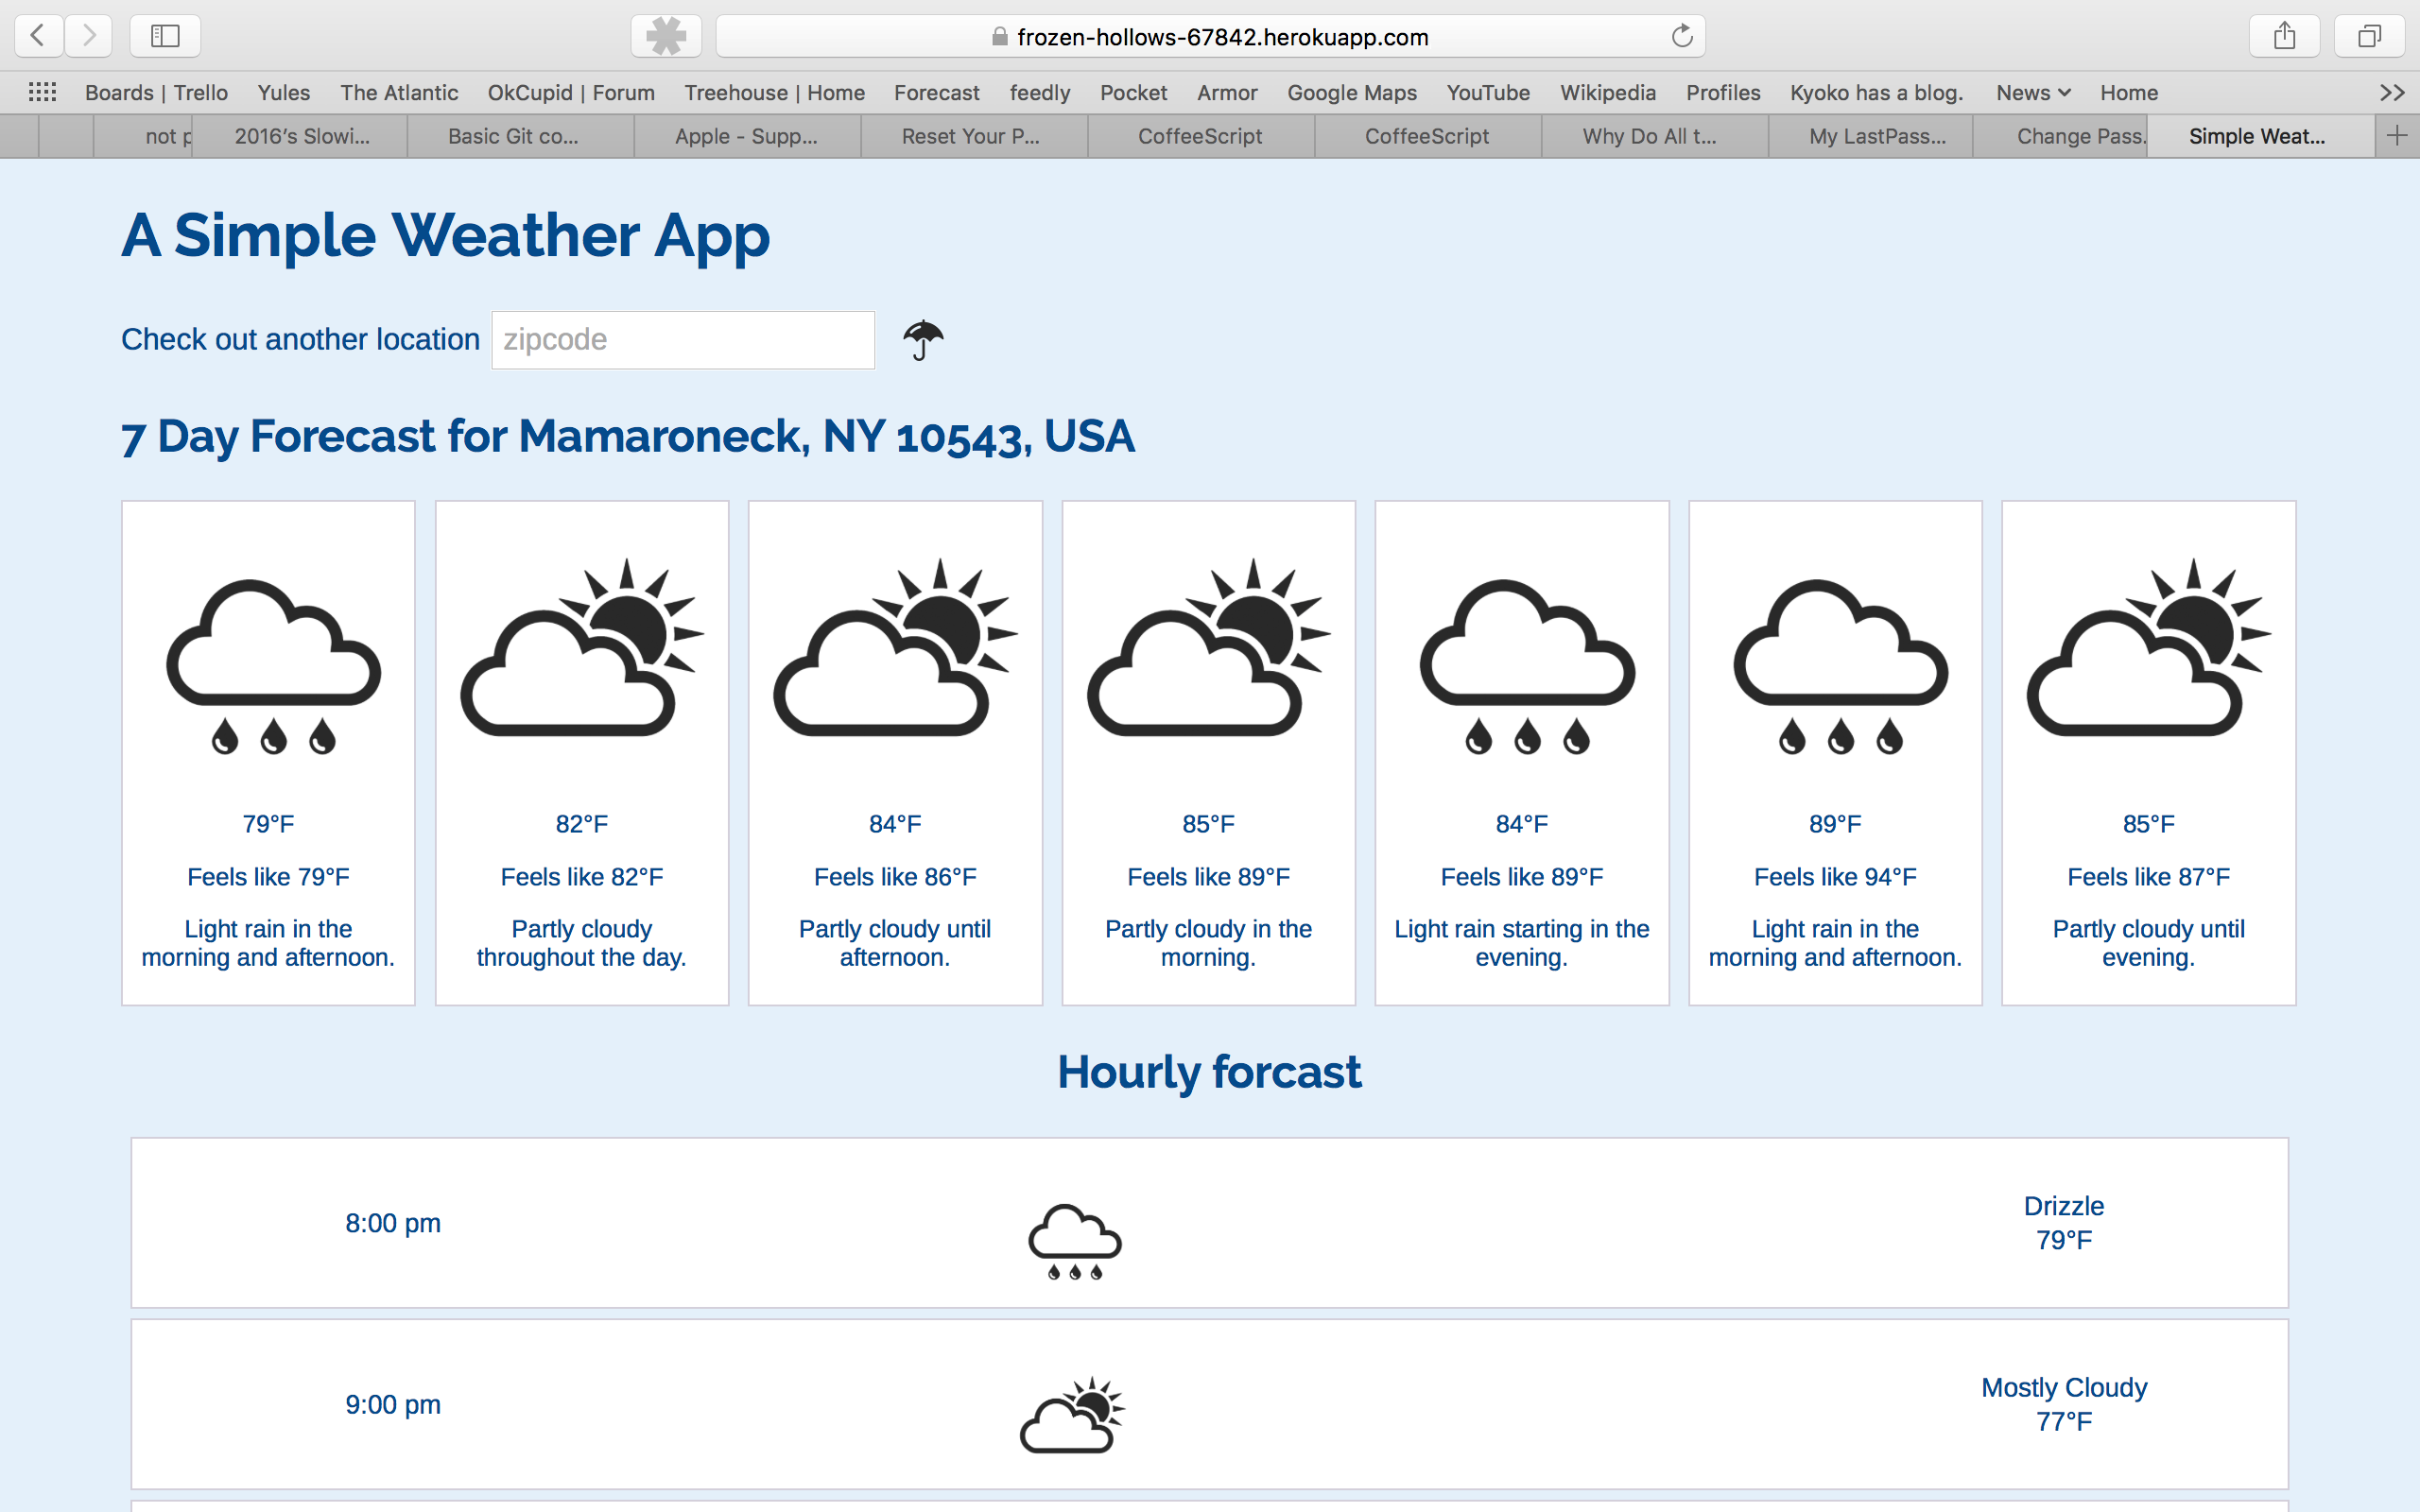 frozen-hollows-67842.herokuapp.com
Boards | Trello Yules The Atlantic OkCupid | Forum Treehouse | Home Forecast feedly Pocket Armor Google Maps YouTube Wikipedia Profiles Kyoko has a blog. News Home
not p 2016's Slowi... Basic Git co... Apple - Supp... Reset Your P... CoffeeScript CoffeeScript Why Do All t... My LastPass... Change Pass. Simple Weat...
A Simple Weather App
Check out another location zipcode
7 Day Forecast for Mamaroneck, NY 10543, USA
79°F
Feels like 79°F
Light rain in the
morning and afternoon.
82°F
Feels like 82°F
Partly cloudy
throughout the day.
84°F
Feels like 86°F
Partly cloudy until
afternoon.
85°F
Feels like 89°F
Partly cloudy in the
morning.
84°F
Feels like 89°F
Light rain starting in the
evening.
89°F
Feels like 94°F
Light rain in the
morning and afternoon.
85°F
Feels like 87°F
Partly cloudy until
evening.
Hourly forcast
8:00 pm
Drizzle
79°F
9:00 pm
Mostly Cloudy
77°F